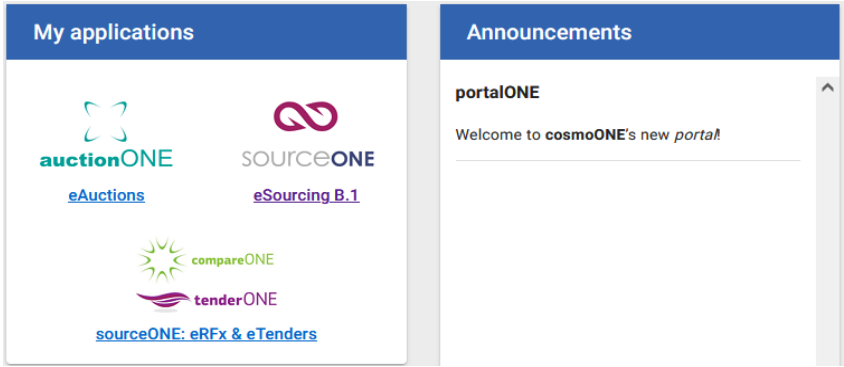 My applications
auctionONE
eAuctions
sourceONE
eSourcing B.1
compareONE
tenderONE
sourceONE: eRFx & eTenders
Announcements
portalONE
Welcome to cosmoONE's new portal!